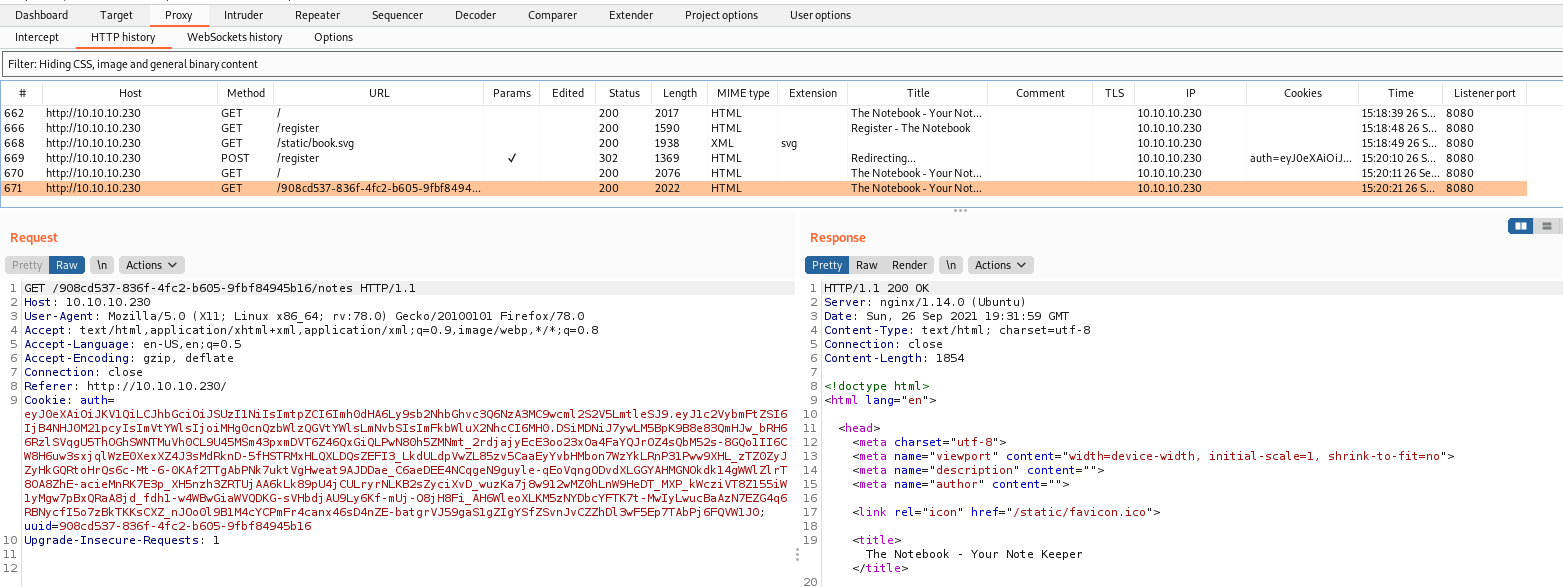 Dashboard Target Proxy Intruder Repeater Sequencer Decoder Comparer Extender Project options User options
Intercept HTTP history WebSockets history Options
Filter: Hiding CSS, image and general binary content
# Host Method URL Params Edited Status Length MIME type Extension Title Comment TLS IP Cookies Time Listener port
662 http://10.10.10.230 GET / 200 2017 HTML The Notebook - Your Not... 10.10.10.230 15:18:39 26 S... 8080
666 http://10.10.10.230 GET /register 200 1590 HTML Register - The Notebook 10.10.10.230 15:18:48 26 S... 8080
668 http://10.10.10.230 GET /static/book.svg 200 1938 XML svg 10.10.10.230 15:18:49 26 S... 8080
669 http://10.10.10.230 POST /register ✓ 302 1369 HTML Redirecting... 10.10.10.230 auth=eyJ0eXAiOiJ... 15:20:10 26 S... 8080
670 http://10.10.10.230 GET / 200 2076 HTML The Notebook - Your Not... 10.10.10.230 15:20:11 26 Se... 8080
671 http://10.10.10.230 GET /908cd537-836f-4fc2-b605-9fbf8494... 200 2022 HTML The Notebook - Your Not... 10.10.10.230 15:20:21 26 S... 8080
Request
Pretty Raw \n Actions
1 GET /908cd537-836f-4fc2-b605-9fbf84945b16/notes HTTP/1.1
2 Host: 10.10.10.230
3 User-Agent: Mozilla/5.0 (X11; Linux x86_64; rv:78.0) Gecko/20100101 Firefox/78.0
4 Accept: text/html,application/xhtml+xml,application/xml;q=0.9,image/webp,*/*;q=0.8
5 Accept-Language: en-US,en;q=0.5
6 Accept-Encoding: gzip, deflate
7 Connection: close
8 Referer: http://10.10.10.230/
9 Cookie: auth=
uuid=908cd537-836f-4fc2-b605-9fbf84945b16
10 Upgrade-Insecure-Requests: 1
11
12
Response
Pretty Raw Render \n Actions
1 HTTP/1.1 200 OK
2 Server: nginx/1.14.0 (Ubuntu)
3 Date: Sun, 26 Sep 2021 19:31:59 GMT
4 Content-Type: text/html; charset=utf-8
5 Connection: close
6 Content-Length: 1854
7
8 <!doctype html>
9 <html lang="en">
10
11 <head>
12 <meta charset="utf-8">
13 <meta name="viewport" content="width=device-width, initial-scale=1, shrink-to-fit=no">
14 <meta name="description" content="">
15 <meta name="author" content="">
16
17 <link rel="icon" href="/static/favicon.ico">
18
19 <title>
The Notebook - Your Note Keeper
</title>
20